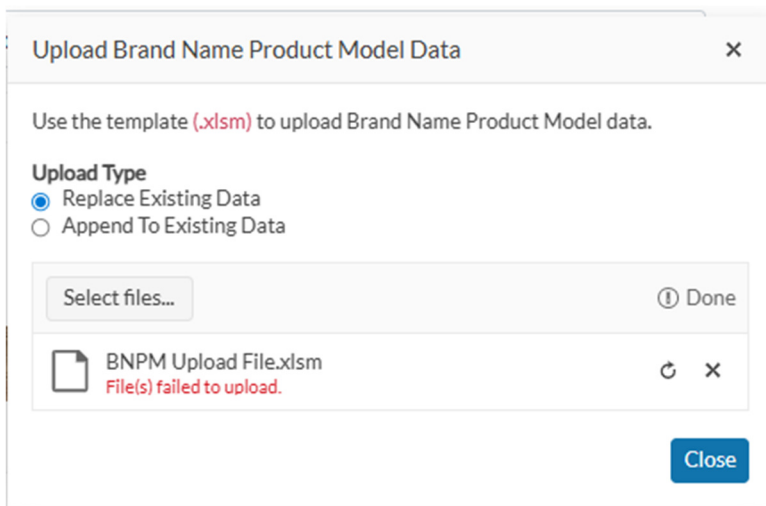 Upload Brand Name Product Model Data
Use the template (.xlsm) to upload Brand Name Product Model data.
Upload Type
Replace Existing Data
Append To Existing Data
Select files...
Done
BNPM Upload File.xlsm
File(s) failed to upload.
Close